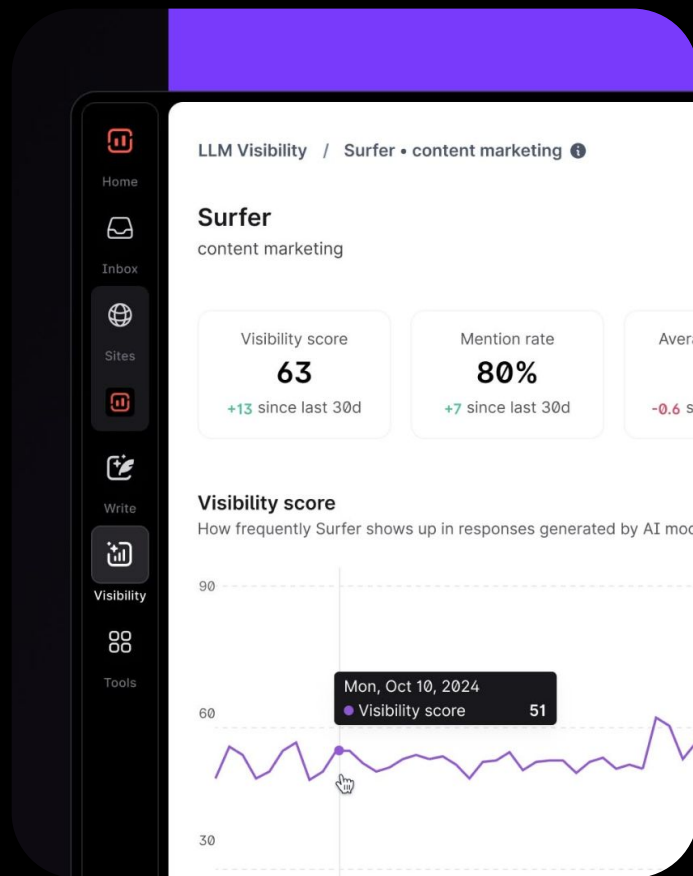 Home
Inbox
Sites
Write
Visibility
Tools
LLM Visibility / Surfer • content marketing
Surfer
content marketing
Visibility score
63
+13 since last 30d
Mention rate
80%
+7 since last 30d
-0.6
Visibility score
How frequently Surfer shows up in responses generated by AI
90
60
30
Mon, Oct 10, 2024
Visibility score 51